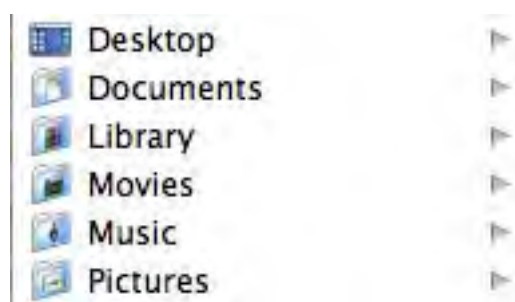 Desktop
Documents
Library
Movies
Music
Pictures